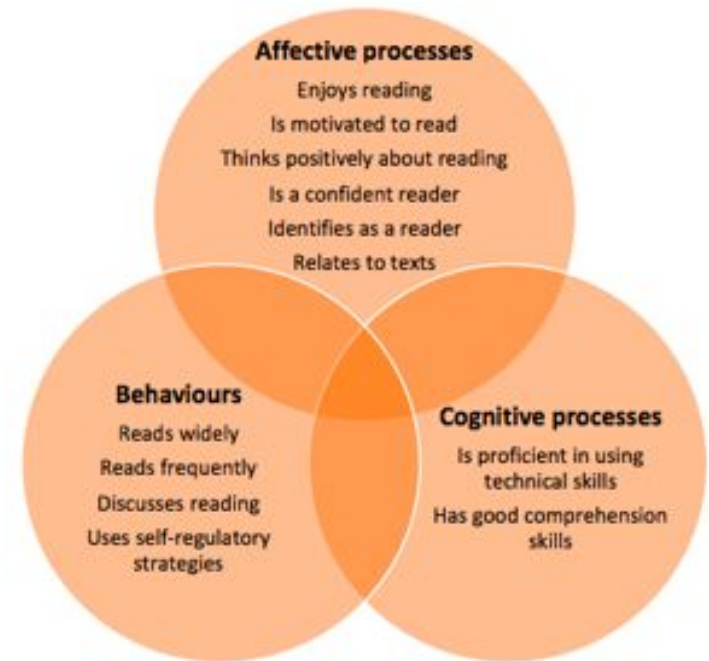 Affective processes
Enjoys reading
Is motivated to read
Thinks positively about reading
Is a confident reader
Identifies as a reader
Relates to texts
Behaviours
Reads widely
Reads frequently
Discusses reading
Uses self-regulatory
strategies
Cognitive processes
Is proficient in using
technical skills
Has good comprehension
skills